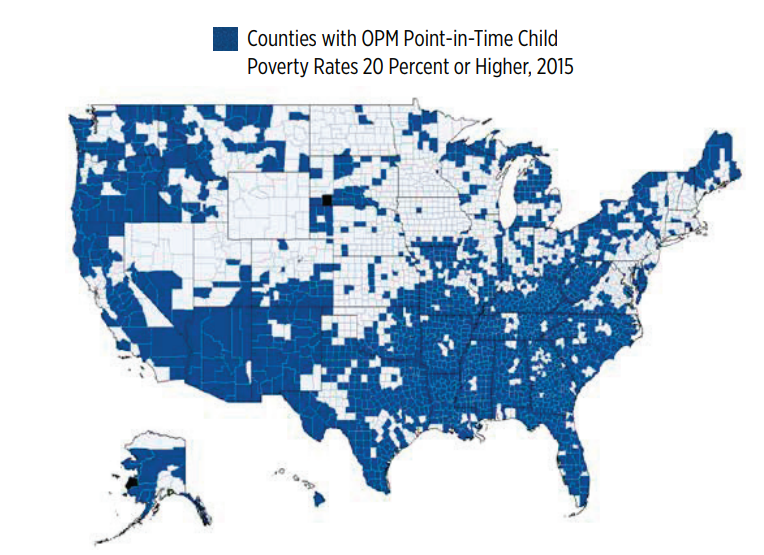 Counties with OPM Point-in-Time Child
Poverty Rates 20 Percent or Higher, 2015